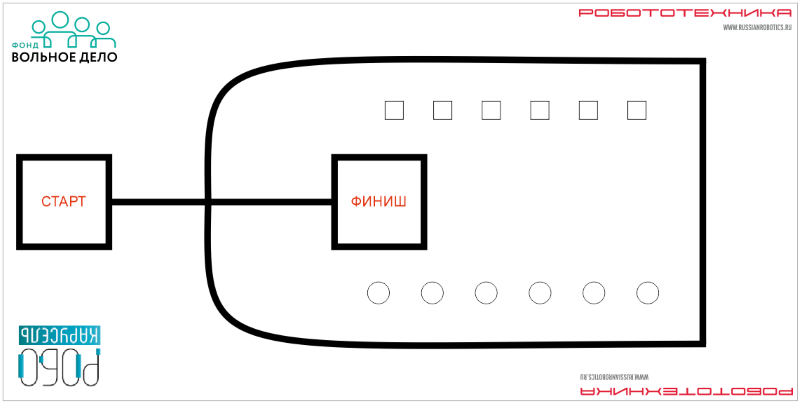 ФОНД
ВОЛЬНОЕ ДЕЛО
РОБОТОТЕХНИКА
WWW.RUSSIANROBOTICS.RU
СТАРТ
ФИНИШ
КАРУСЕЛЬ
РОБО
WWW.RUSSIANROBOTICS.RU
РОБОТОТЕХНИКА